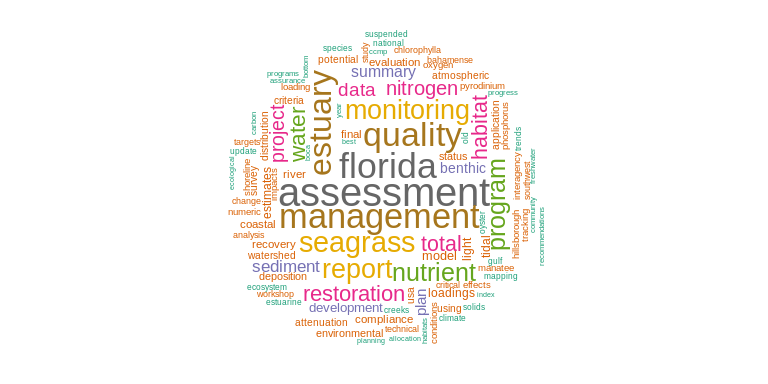 suspended
national
species
study
ccmp
chlorophylla
potential
evaluation
bahamense
oxygen
programs
assurance
loading
bottom
summary
atmospheric
estuary
data
nitrogen
pyrodinium
progress
criteria
year
monitoring
habitat
application
phosphorus
carbon
project
water
final
best
quality
old
trends
targets
distribution
update
boca
florida
status
benthic
interagency
southwest
freshwater
ecological
shoreline
survey
impacts
assessment
program
change
estimates
river
numeric
management
oyster
tracking
community
coastal
hillsborough
recommendations
analysis
recovery
seagrass
total
light
tidal
watershed
model
gulf
sediment
report
nutrient
manatee
mapping
deposition
ecosystem
critical
effects
workshop
restoration
usa
loadings
index
estuarine
plan
development
creeks
using
solids
attenuation
compliance
climate
environmental
technical
habitats
conditions
planning
allocation